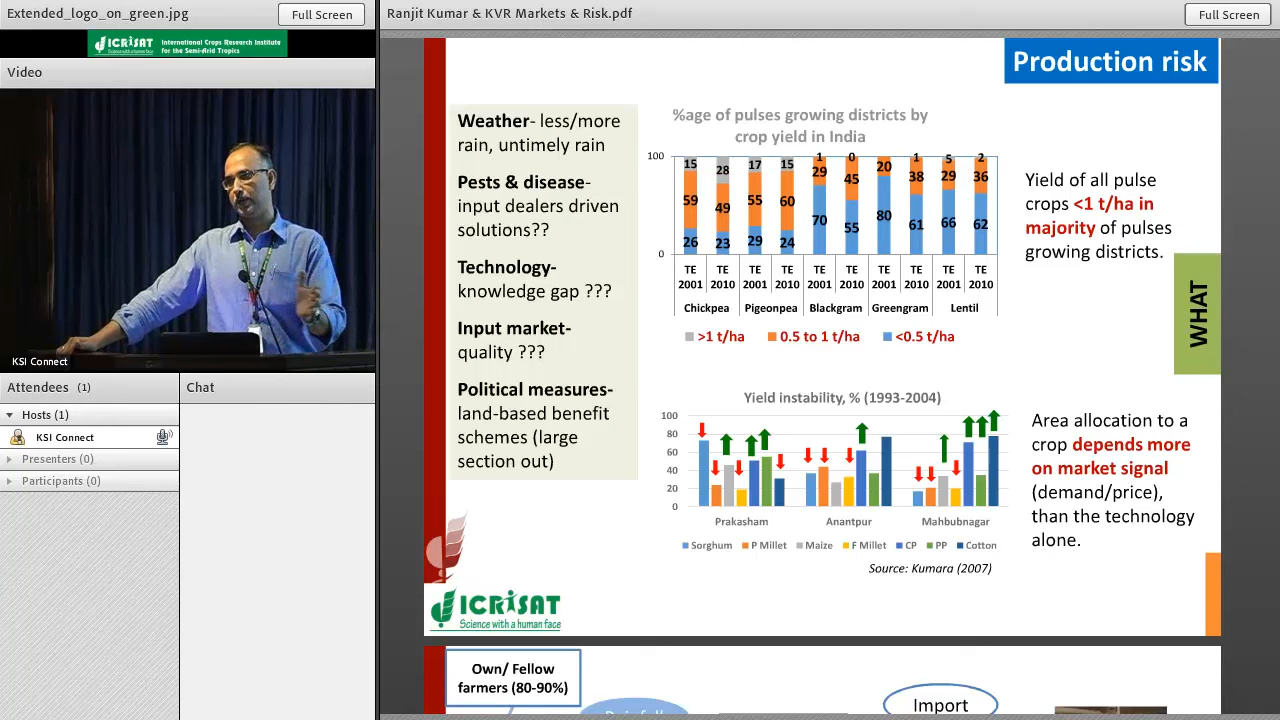 Extended_logo_on_green.jpg
Full Screen
ICRISAT
International Crops Research Institute
for the Semi-Arid Tropics
Science with a human face
Video
KSI Connect
Attendees (1)
Hosts (1)
KSI Connect
Presenters (0)
Participants (0)
Chat
Ranjit Kumar & KVR Markets & Risk.pdf
Full Screen
Production risk
Weather- less/more
rain, untimely rain
Pests & disease-
input dealers driven
solutions??
Technology-
knowledge gap ???
Input market-
quality ???
Political measures-
land-based benefit
schemes (large
section out)
%age of pulses growing districts by
crop yield in India
100
0
15 28 17 15 1 0 1 5 2
59 49 55 60 29 45 20 38 29 36
26 23 29 24 70 55 80 61 66 62
TE TE TE TE TE TE TE TE TE TE
2001 2010 2001 2010 2001 2010 2001 2010 2001 2010
Chickpea Pigeonpea Blackgram Greengram Lentil
>1 t/ha 0.5 to 1 t/ha <0.5 t/ha
Yield of all pulse
crops <1 t/ha in
majority of pulses
growing districts.
WHAT
Yield instability, % (1993-2004)
100
80
60
40
20
0
Prakasham Anantpur Mahbubnagar
Sorghum P Millet Maize F Millet CP PP Cotton
Source: Kumara (2007)
Area allocation to a
crop depends more
on market signal
(demand/price),
than the technology
alone.
ICRISAT
Science with a human face
Own/ Fellow
farmers (80-90%)
Import